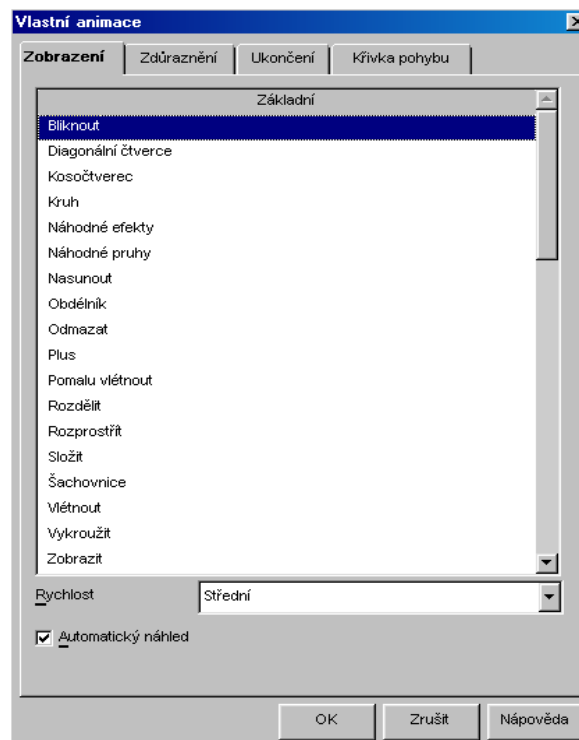 Vlastní animace
Zobrazení Zdůraznění Ukončení Křivka pohybu
Základní
Bliknout
Diagonální čtverce
Kosočtverec
Kruh
Náhodné efekty
Náhodné pruhy
Nasunout
Obdélník
Odmazat
Plus
Pomalu vlétnout
Rozdělit
Rozprostřít
Složit
Šachovnice
Vlétnout
Vykroužit
Zobrazit
Rychlost Střední
Automatický náhled
OK Zrušit Nápověda